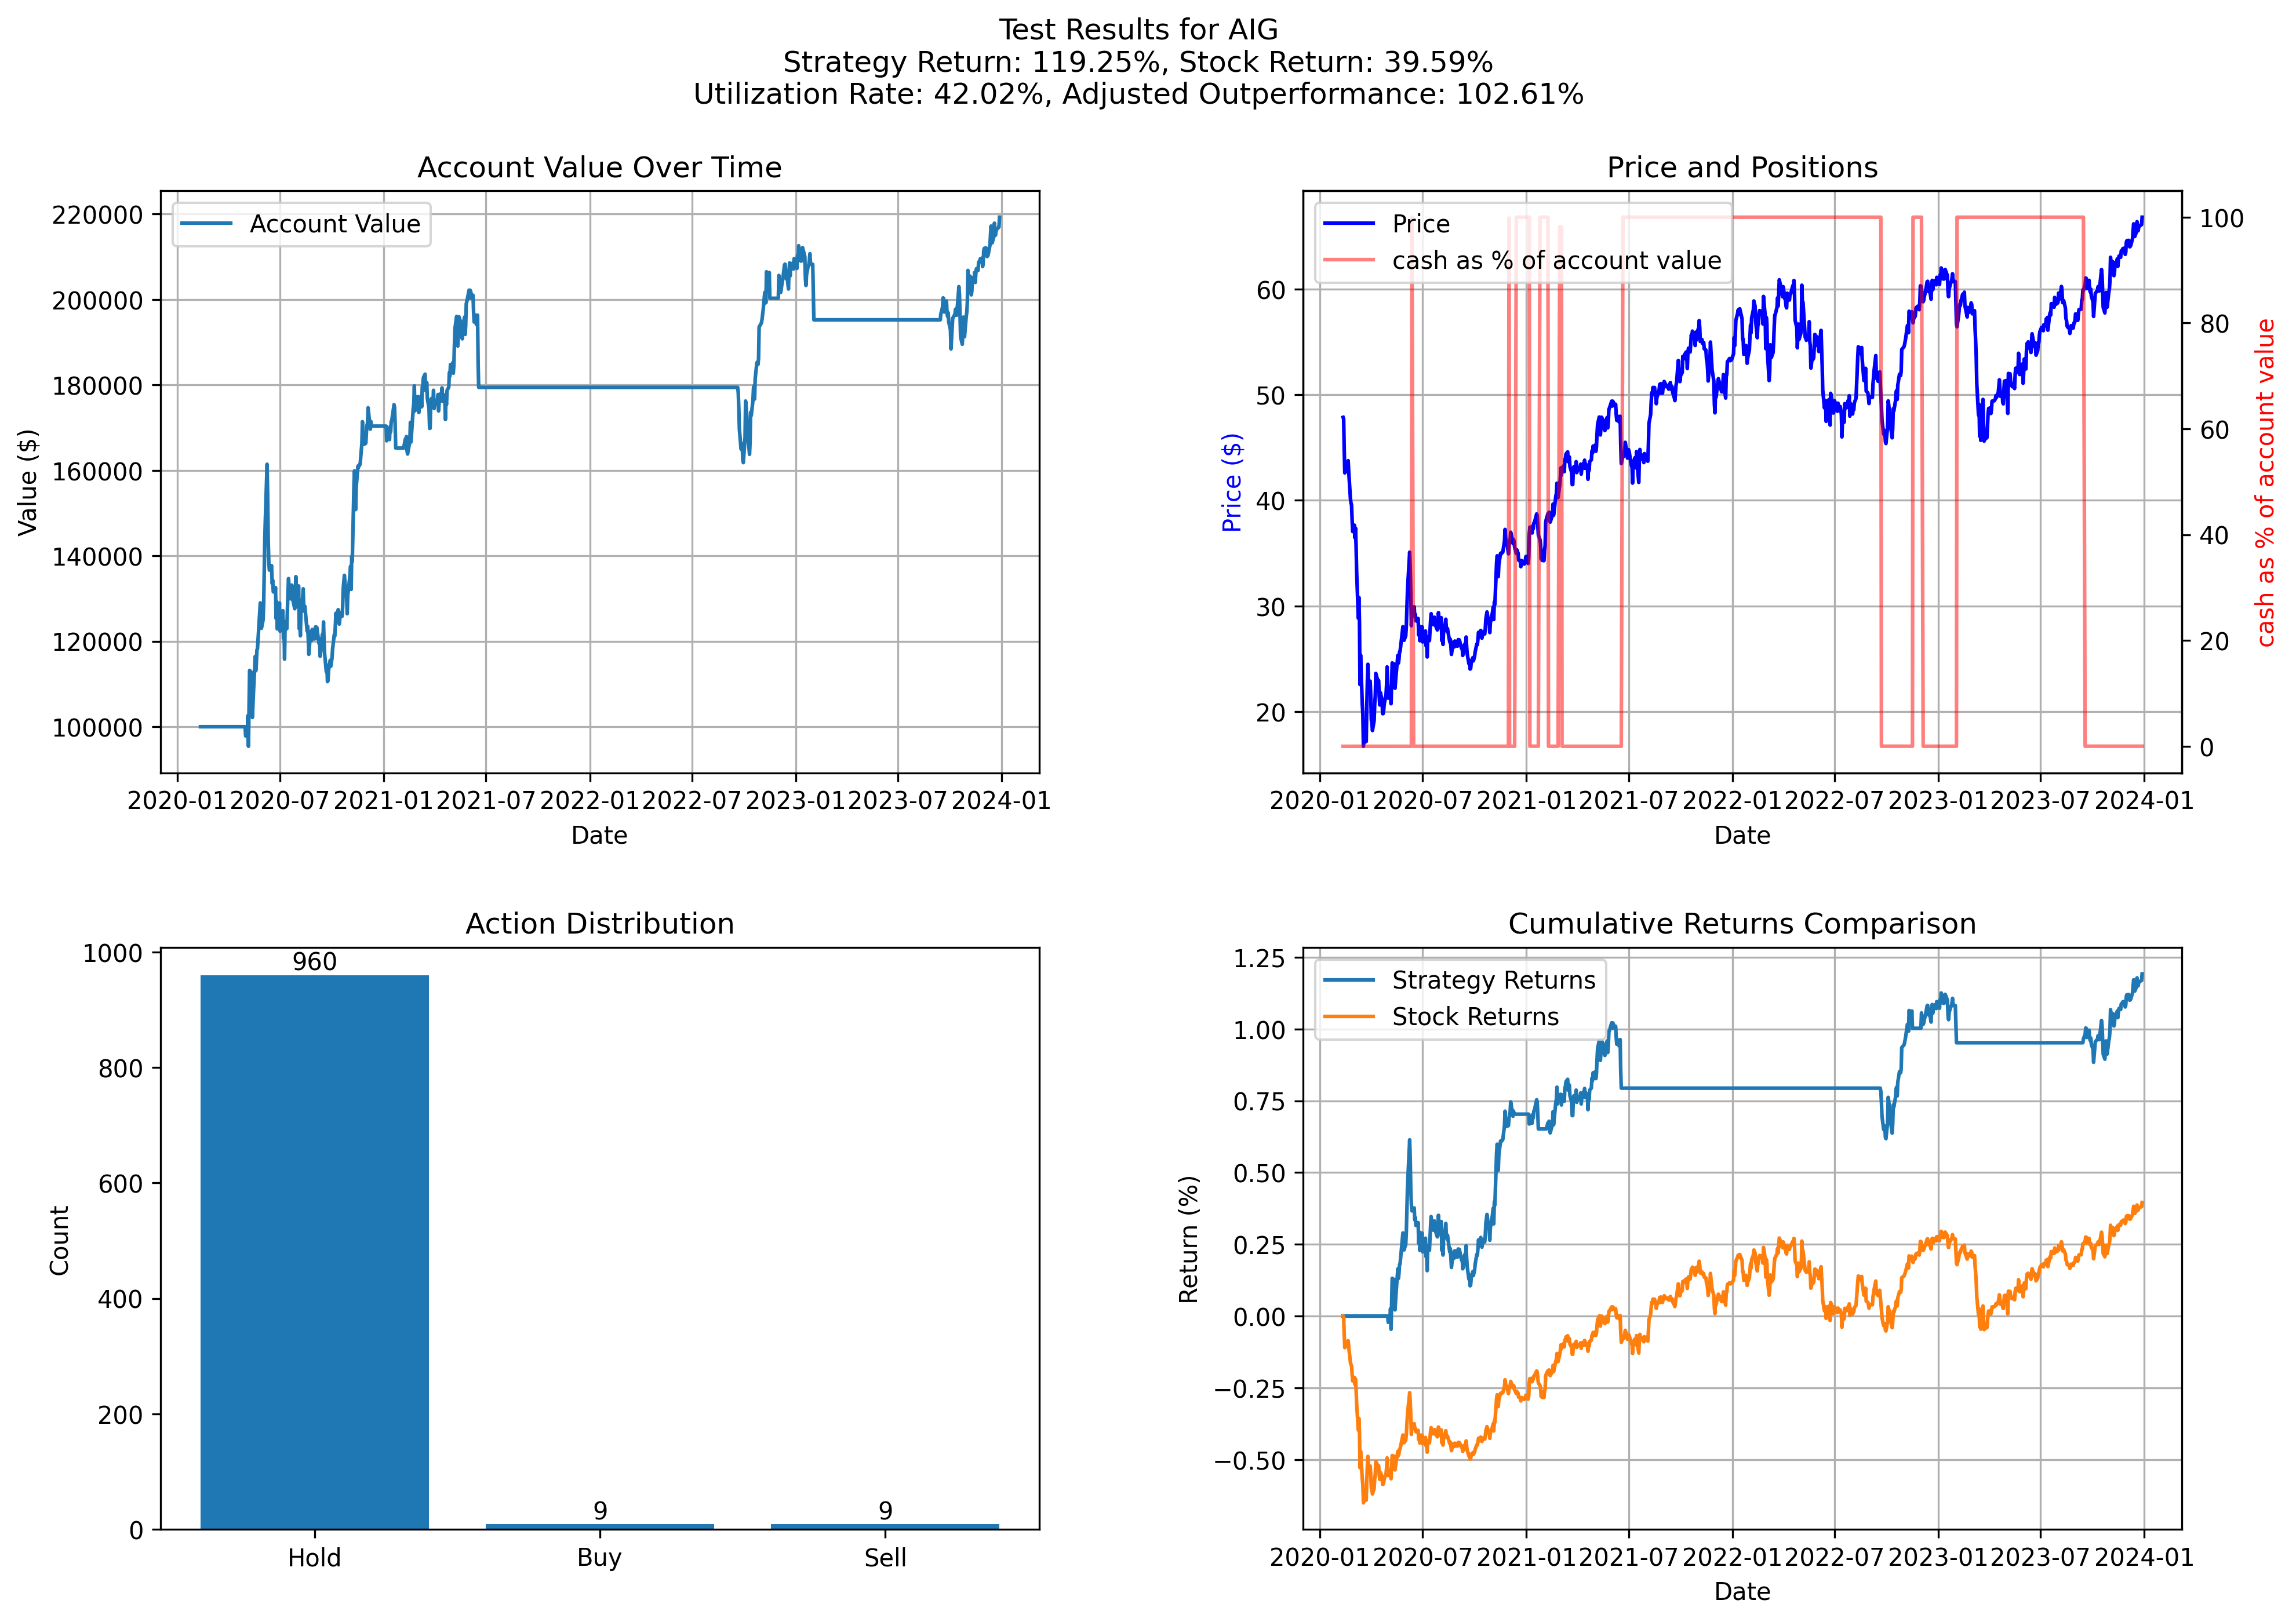 Test Results for AIG
Strategy Return: 119.25%, Stock Return: 39.59%
Utilization Rate: 42.02%, Adjusted Outperformance: 102.61%
Account Value Over Time
Account Value
220000
200000
180000
160000
140000
120000
100000
Value ($)
2020-01 2020-07 2021-01 2021-07 2022-01 2022-07 2023-01 2023-07 2024-01
Date
Price and Positions
Price
cash as % of account value
60
50
40
30
20
Price ($)
100
80
60
40
20
0
cash as % of account value
2020-01 2020-07 2021-01 2021-07 2022-01 2022-07 2023-01 2023-07 2024-01
Date
Action Distribution
1000
800
600
400
200
0
Count
960
9
9
Hold Buy Sell
Cumulative Returns Comparison
Strategy Returns
Stock Returns
1.25
1.00
0.75
0.50
0.25
0.00
−0.25
−0.50
Return (%)
2020-01 2020-07 2021-01 2021-07 2022-01 2022-07 2023-01 2023-07 2024-01
Date